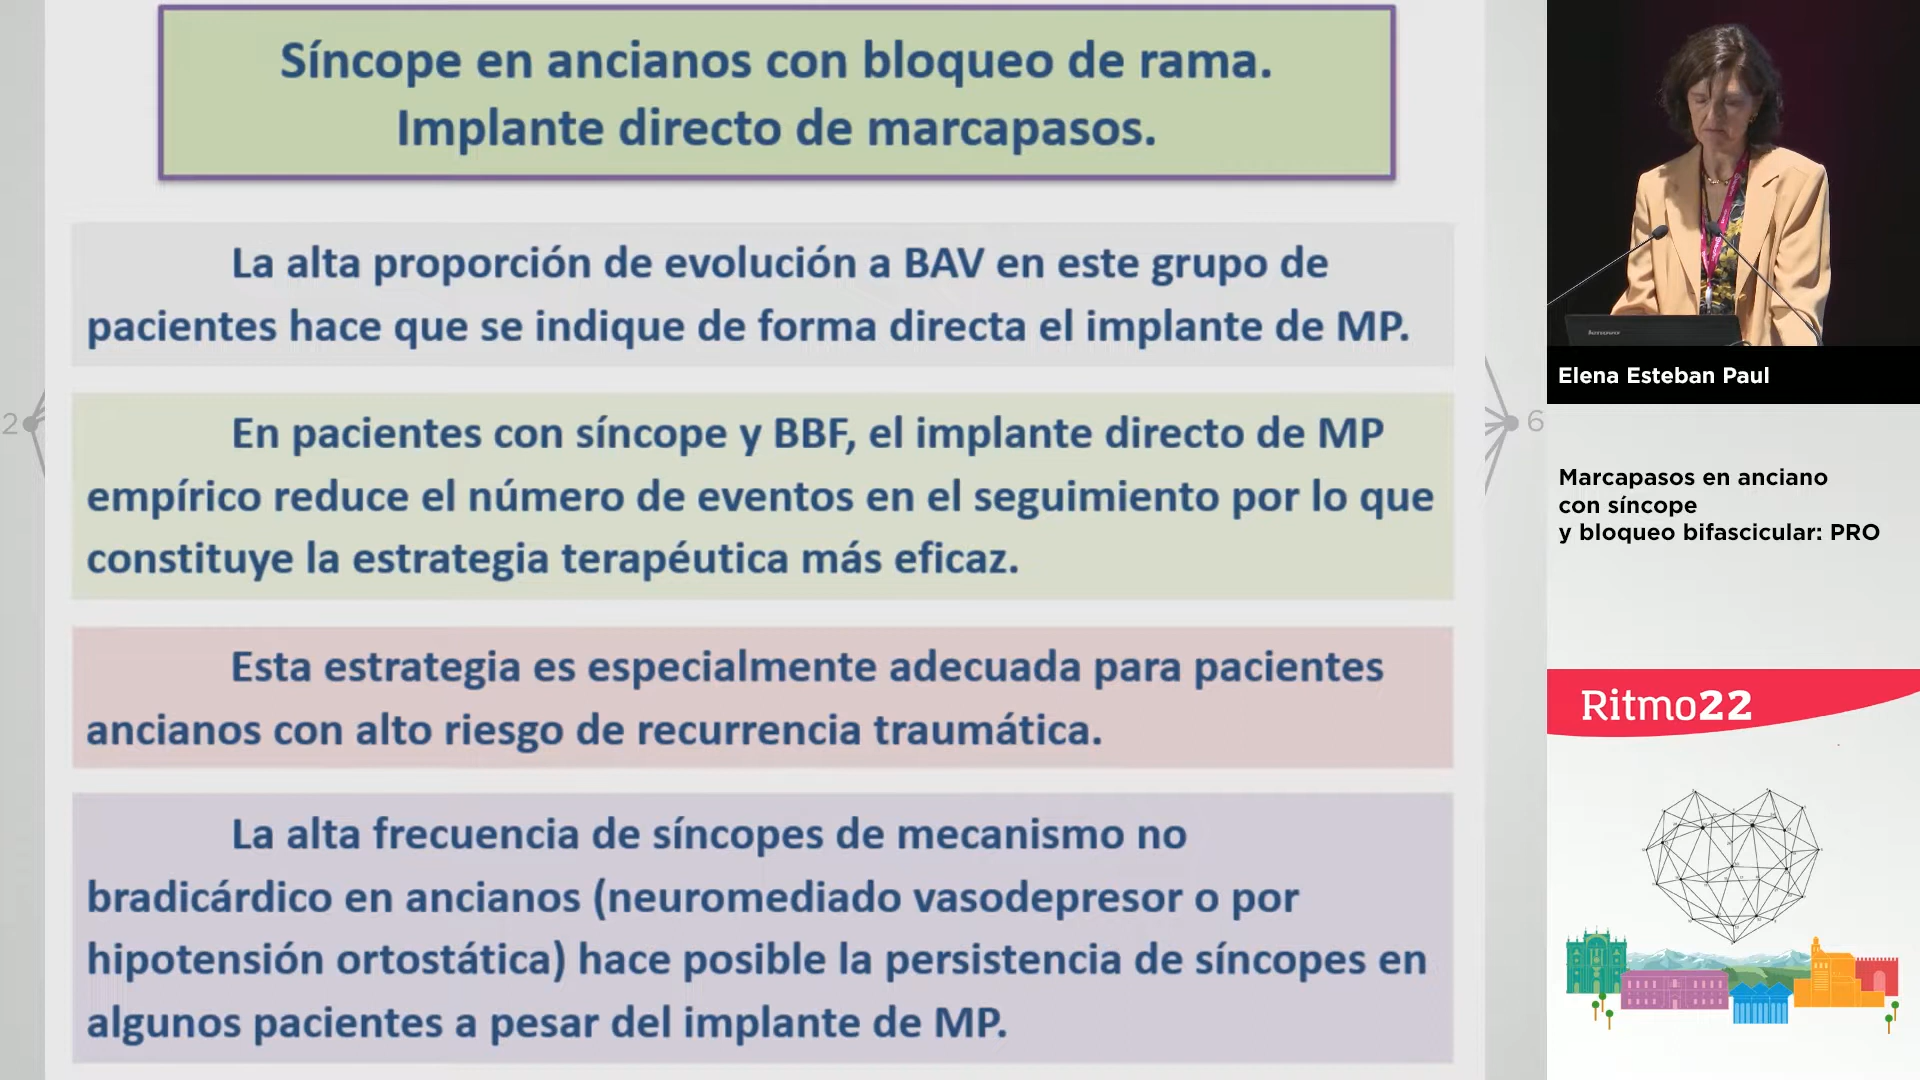 Síncope en ancianos con bloqueo de rama.
Implante directo de marcapasos.
La alta proporción de evolución a BAV en este grupo de
pacientes hace que se indique de forma directa el implante de MP.
En pacientes con síncope y BBF, el implante directo de MP
empírico reduce el número de eventos en el seguimiento por lo que
constituye la estrategia terapéutica más eficaz.
Esta estrategia es especialmente adecuada para pacientes
ancianos con alto riesgo de recurrencia traumática.
La alta frecuencia de síncopes de mecanismo no
bradicárdico en ancianos (neuromediado vasodepresor o por
hipotensión ortostática) hace posible la persistencia de síncopes en
algunos pacientes a pesar del implante de MP.
2
6
lenovo
Elena Esteban Paul
Marcapasos en anciano
con síncope
y bloqueo bifascicular: PRO
Ritmo22